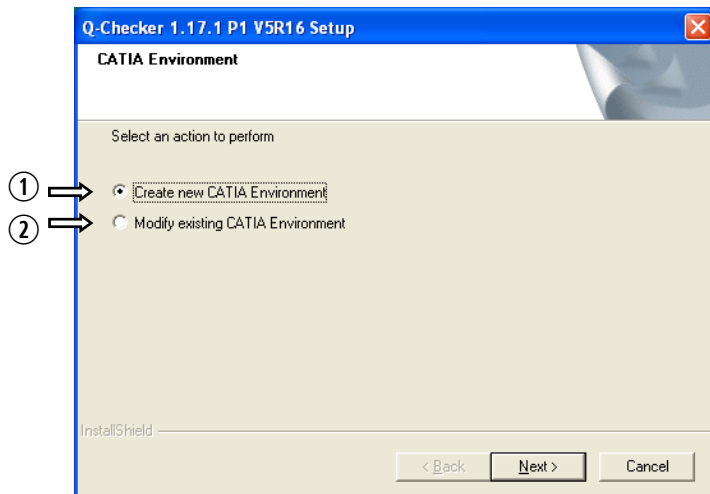 Q-Checker 1.17.1 P1 V5R16 Setup
CATIA Environment
Select an action to perform
① Create new CATIA Environment
② Modify existing CATIA Environment
InstallShield
< Back Next > Cancel